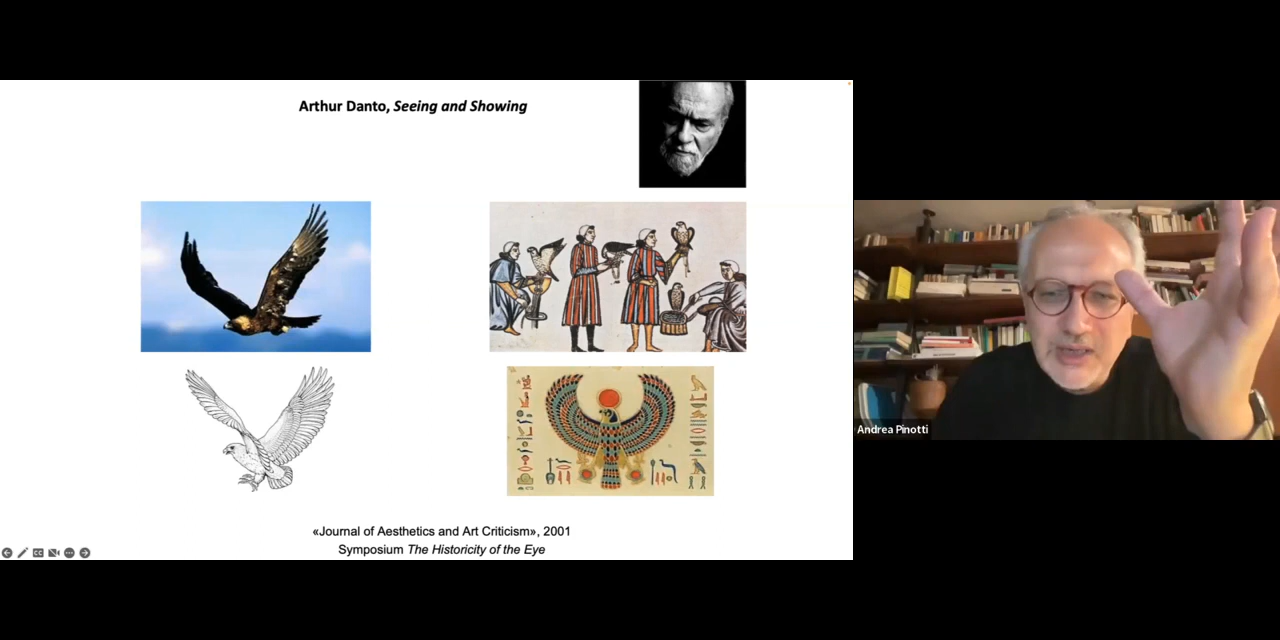 Arthur Danto, Seeing and Showing
«Journal of Aesthetics and Art Criticism», 2001
Symposium The Historicity of the Eye
CC
Andrea Pinotti